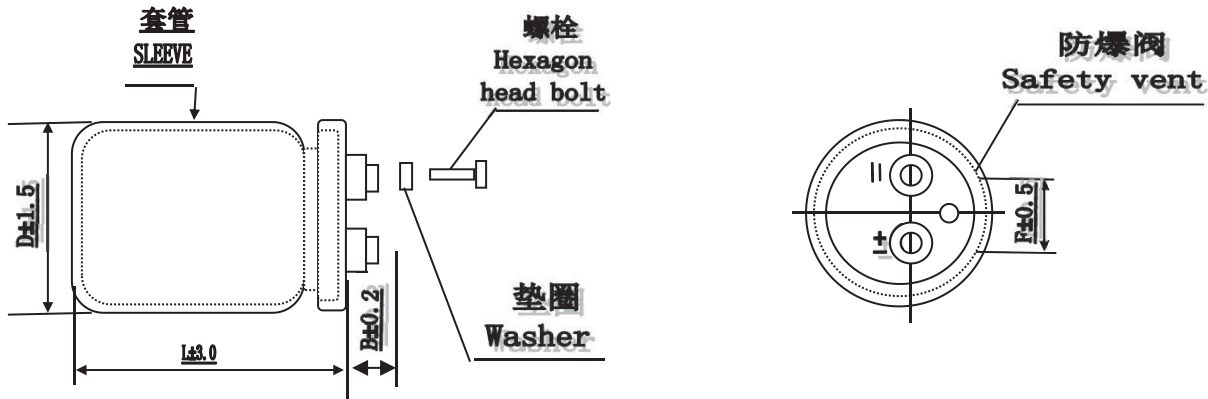 套管
SLEEVE
螺栓
Hexagon
head bolt
防爆阀
Safety vent
D±1.5
F±0.5
B±0.2
垫圈
Washer
L±3.0
=
+